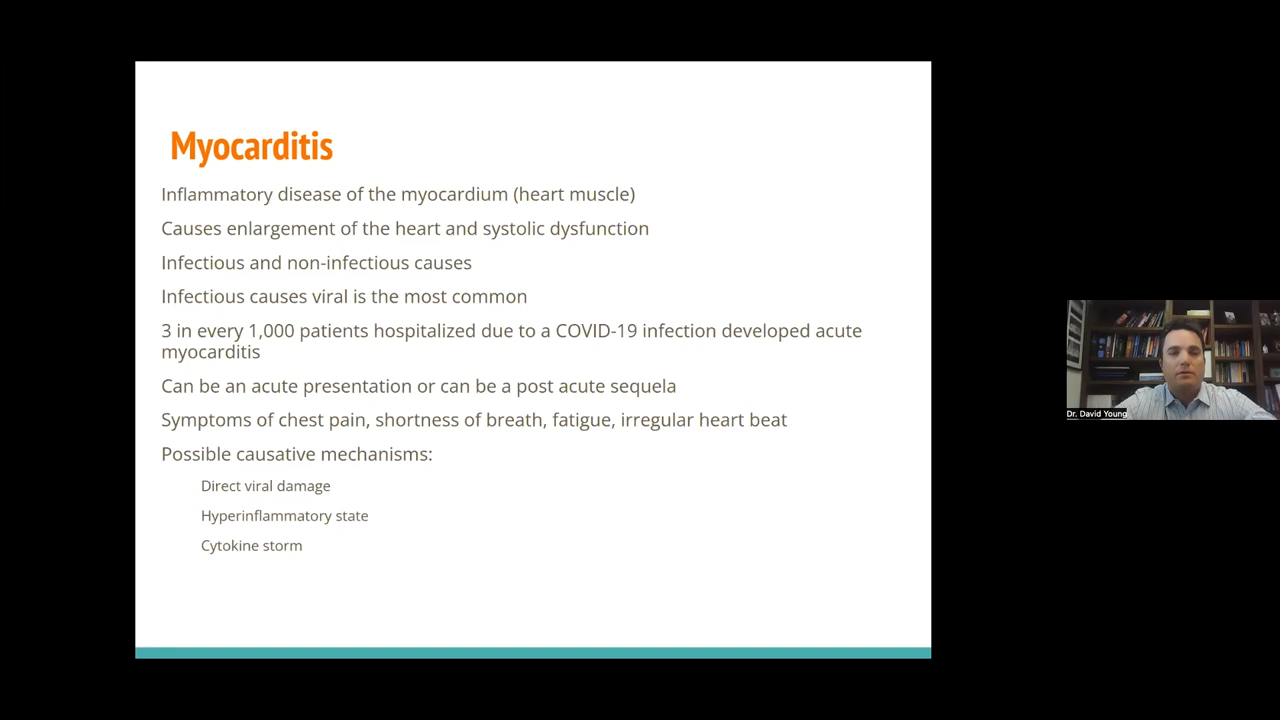 Myocarditis
Inflammatory disease of the myocardium (heart muscle)
Causes enlargement of the heart and systolic dysfunction
Infectious and non-infectious causes
Infectious causes viral is the most common
3 in every 1,000 patients hospitalized due to a COVID-19 infection developed acute
myocarditis
Can be an acute presentation or can be a post acute sequela
Symptoms of chest pain, shortness of breath, fatigue, irregular heart beat
Possible causative mechanisms:
Direct viral damage
Hyperinflammatory state
Cytokine storm
Dr. David Young